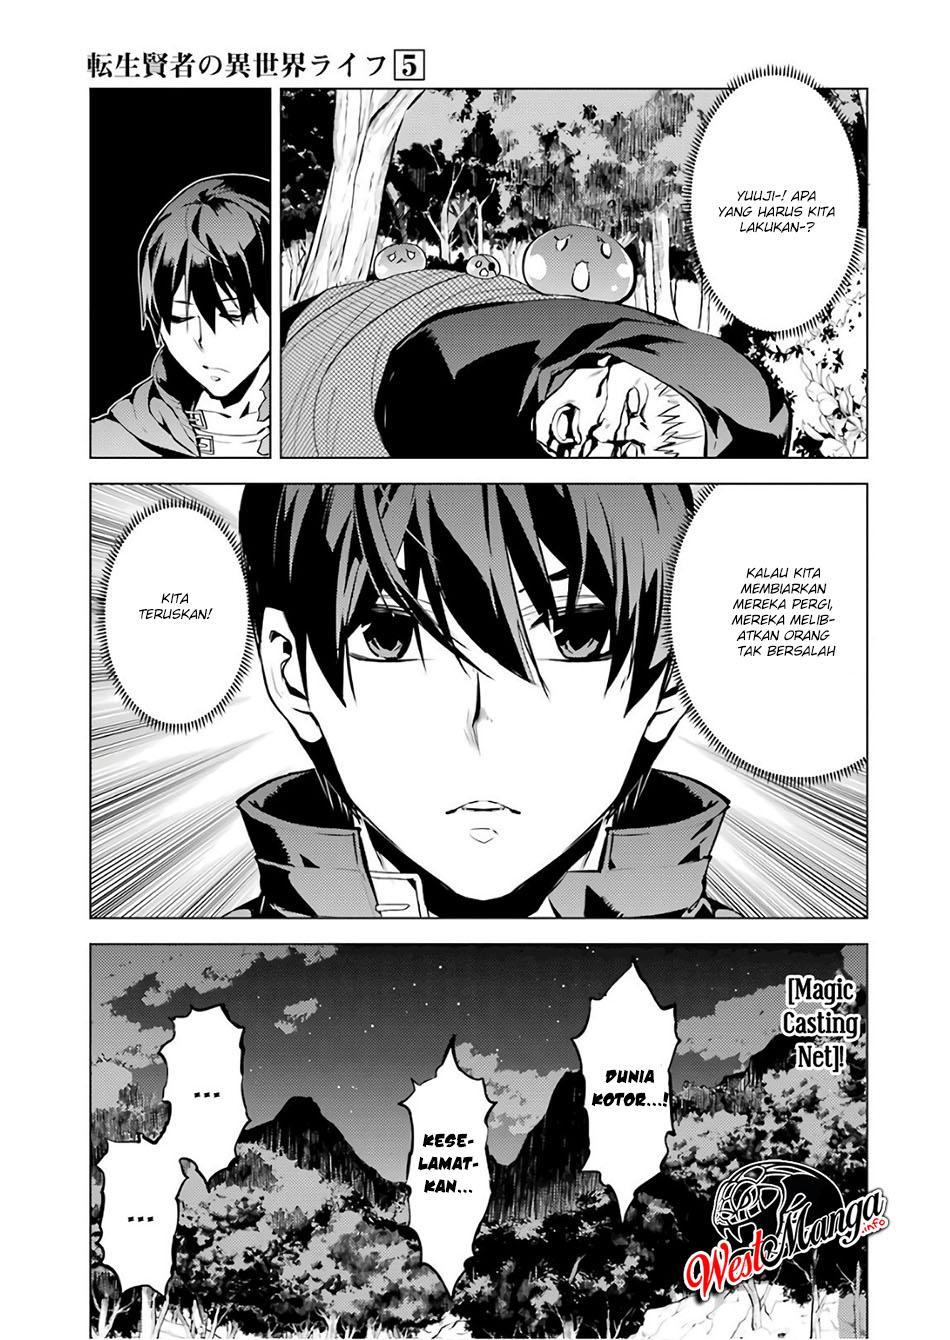 転生賢者の異世界ライフ 5
YUUJI-! APA
YANG HARUS KITA
LAKUKAN-?
KALAU KITA
MEMBIARKAN
MEREKA PERGI,
MEREKA MELIB-
ATKAN ORANG
TAK BERSALAH
KITA
TERUSKAN!
[Magic
Casting
Net]!
DUNIA
KOTOR...!
KESE-
LAMAT-
KAN...
...
...
WestManga
.info